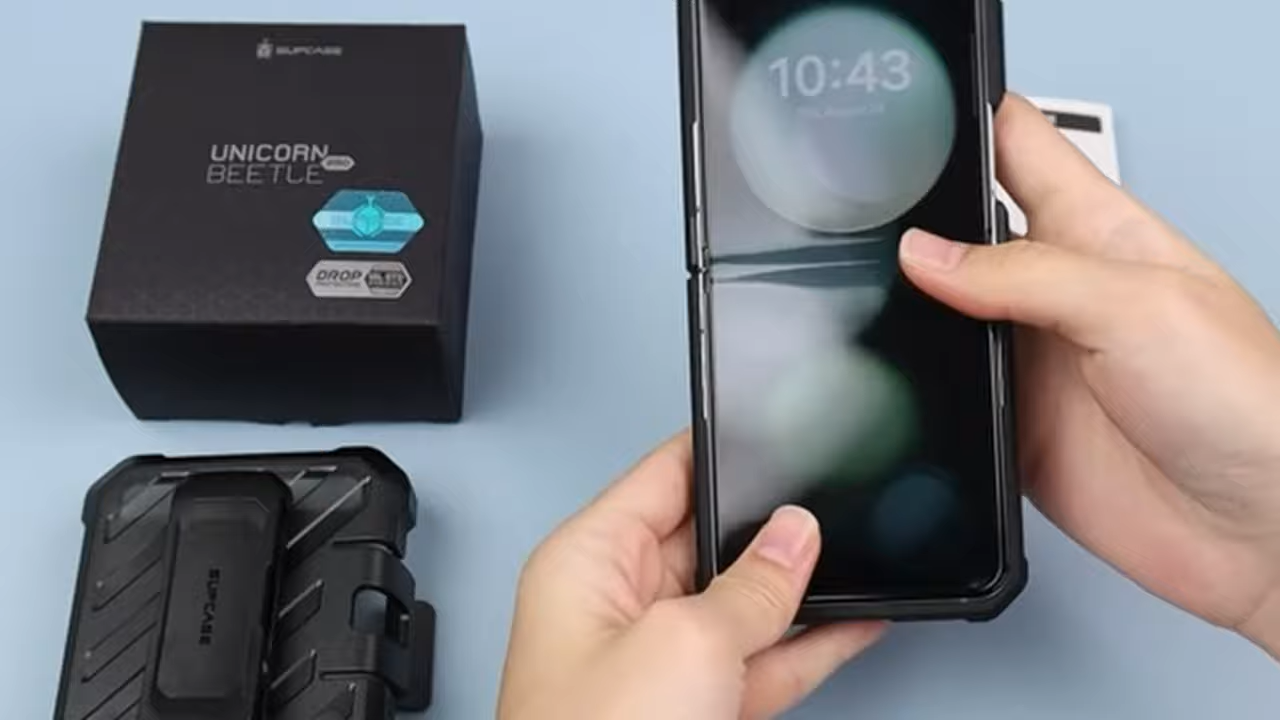 SUPCASE
UNICORN
BEETLE PRO
DROP
10:43
SUPCASE